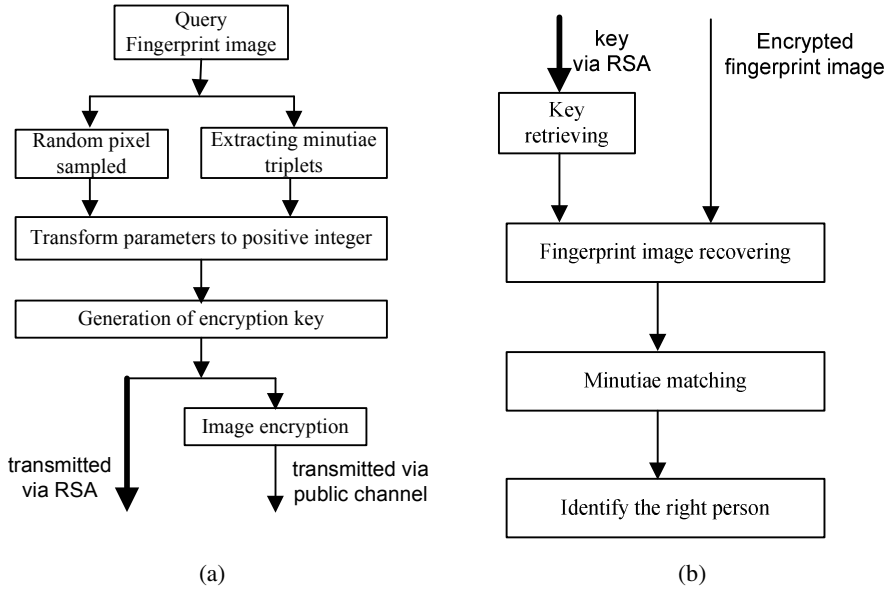 Query
Fingerprint image
Random pixel
sampled
Extracting minutiae
triplets
Transform parameters to positive integer
Generation of encryption key
Image encryption
transmitted
via RSA
transmitted via
public channel
(a)
key
via RSA
Encrypted
fingerprint image
Key
retrieving
Fingerprint image recovering
Minutiae matching
Identify the right person
(b)